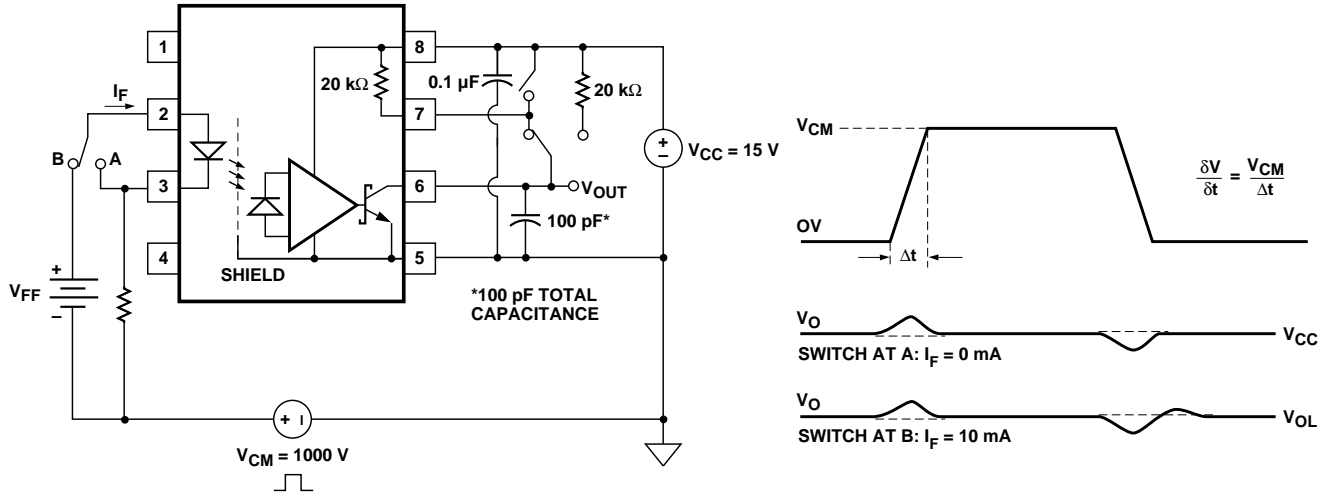 1
8
20 kΩ
0.1 µF
20 kΩ
I_F
2
7
V_CC = 15 V
B
A
3
6
V_OUT
100 pF*
4
5
SHIELD
V_FF
+
–
*100 pF TOTAL
CAPACITANCE
+
–
+
–
V_CM = 1000 V
V_CM
δV/δt = V_CM/Δt
OV
Δt
V_O
V_CC
SWITCH AT A: I_F = 0 mA
V_O
V_OL
SWITCH AT B: I_F = 10 mA